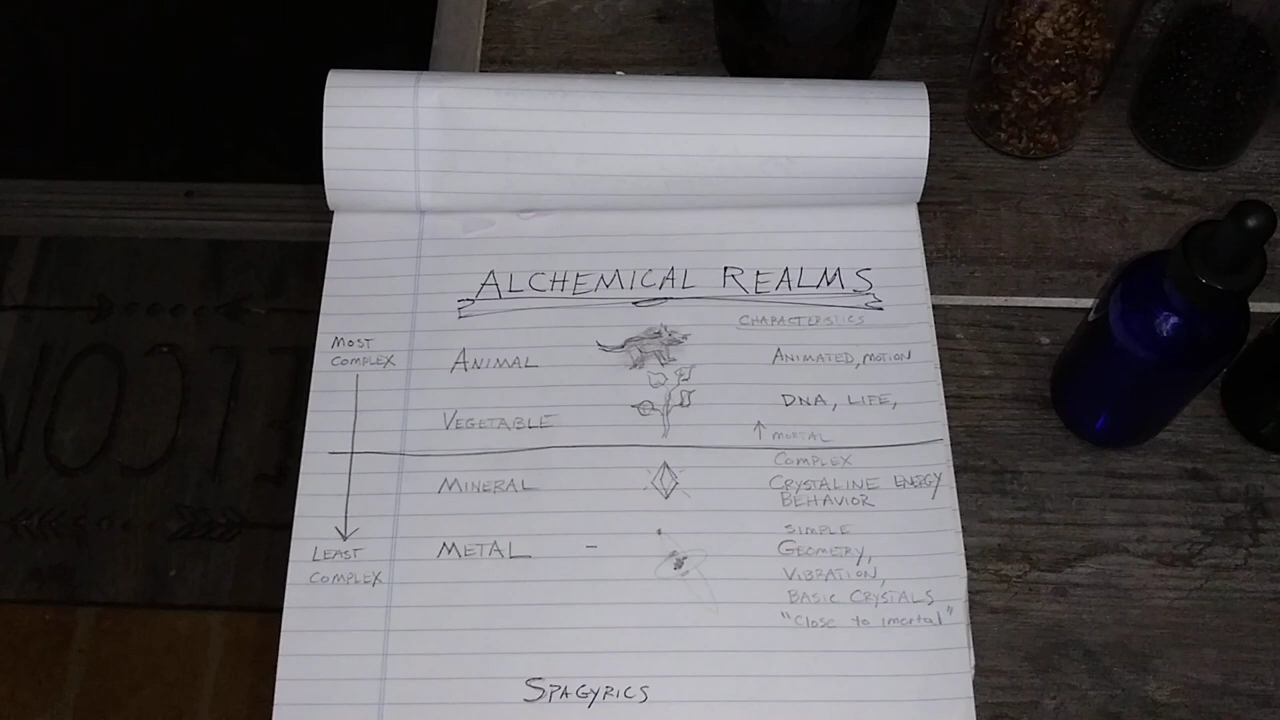 ALCHEMICAL REALMS
CHARACTERISTICS
MOST
COMPLEX
ANIMAL
ANIMATED, MOTION
VEGETABLE
DNA, LIFE,
↑ MORTAL
MINERAL
COMPLEX
CRYSTALINE ENERGY
BEHAVIOR
LEAST
COMPLEX
METAL -
SIMPLE
GEOMETRY,
VIBRATION,
BASIC CRYSTALS
"Close to imortal"
SPAGYRICS